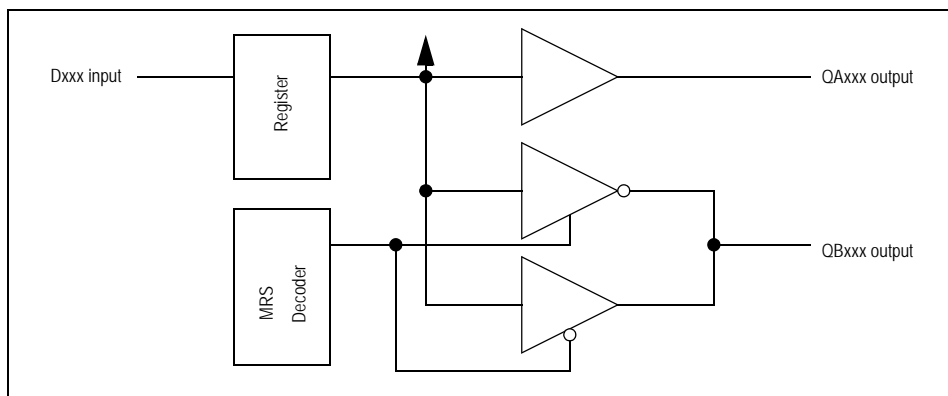 Dxxx input
Register
QAxxx output
MRS
Decoder
QBxxx output